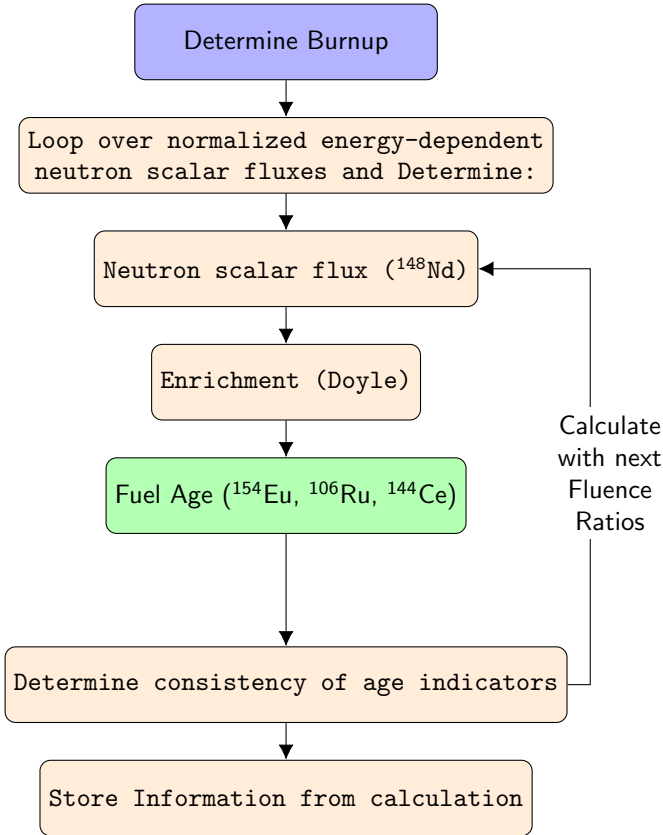 Determine Burnup
Loop over normalized energy-dependent
neutron scalar fluxes and Determine:
Neutron scalar flux (¹⁴⁸Nd)
Enrichment (Doyle)
Fuel Age (¹⁵⁴Eu, ¹⁰⁶Ru, ¹⁴⁴Ce)
Calculate
with next
Fluence
Ratios
Determine consistency of age indicators
Store Information from calculation